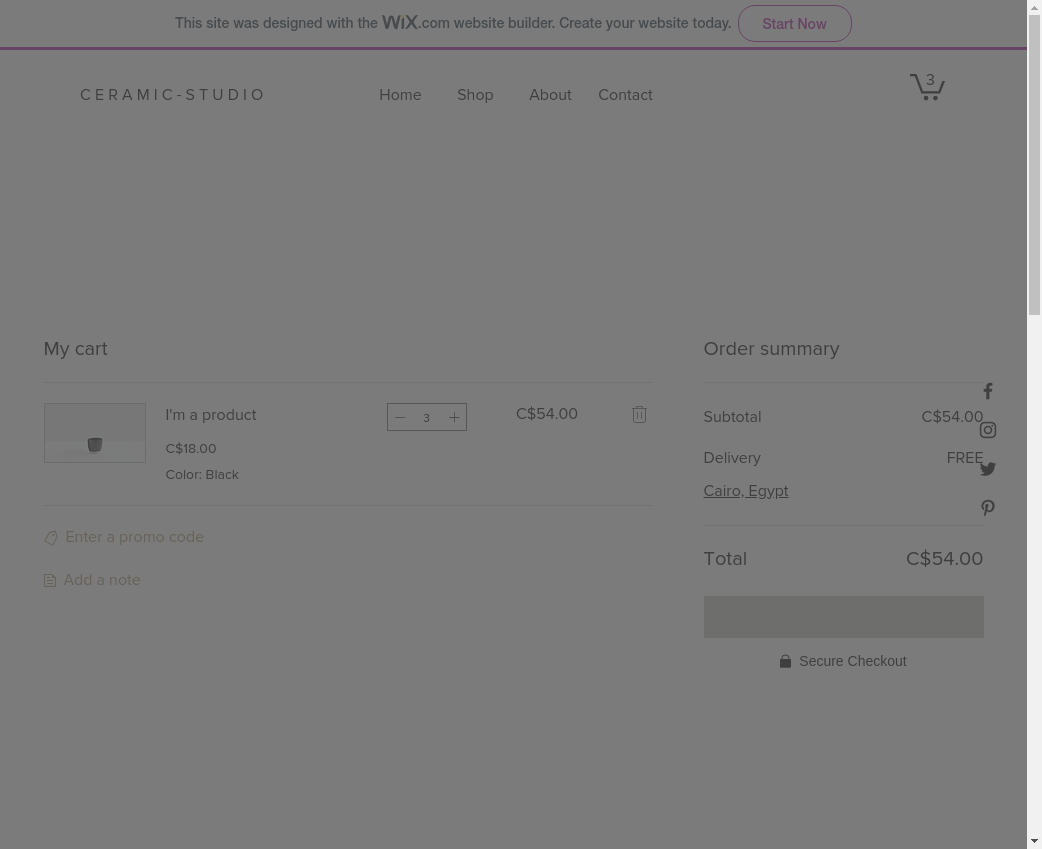 This site was designed with the WiX.com website builder. Create your website today. Start Now
CERAMIC-STUDIO
Home
Shop
About
Contact
3
My cart
I'm a product
C$18.00
Color: Black
3
C$54.00
Enter a promo code
Add a note
Order summary
Subtotal C$54.00
Delivery FREE
Cairo, Egypt
Total C$54.00
Secure Checkout